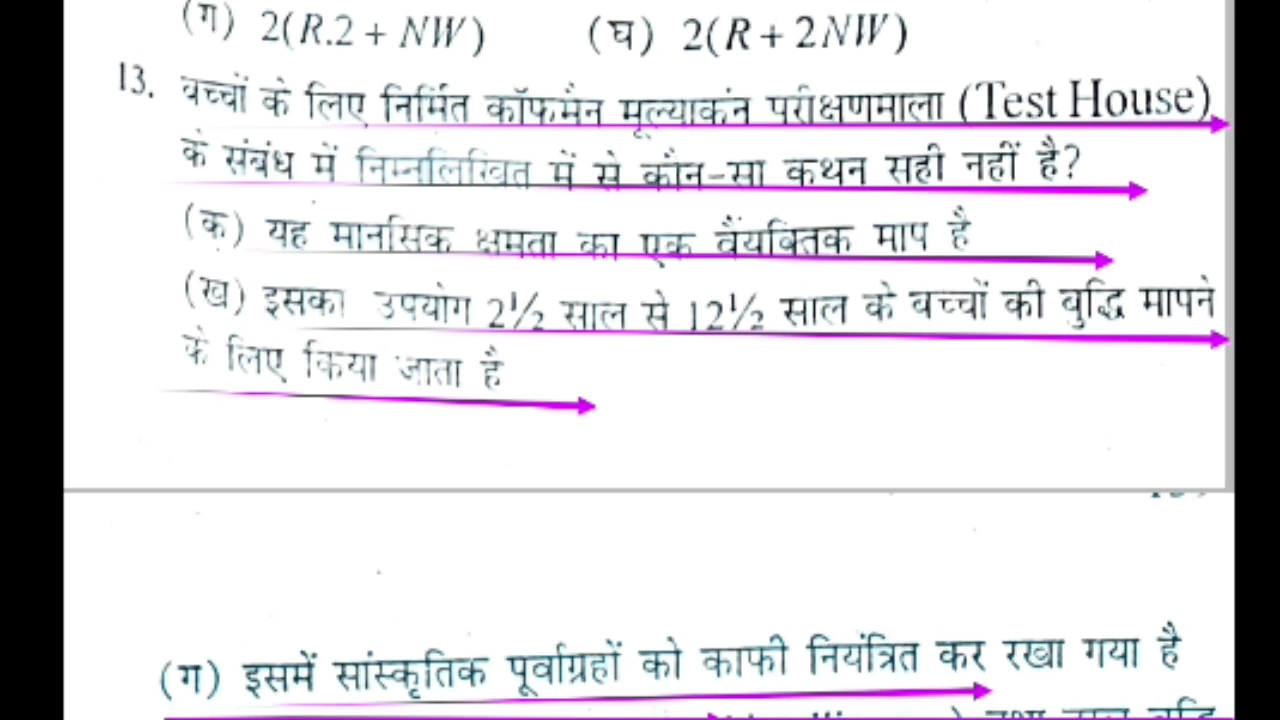 (ग) 2(R.2 + NW) (घ) 2(R + 2NW)
13. बच्चों के लिए निर्मित कॉफमैन मूल्याकंन परीक्षणमाला (Test House)
के संबंध में निम्नलिखित में से कौन-सा कथन सही नहीं है?
(क) यह मानसिक क्षमता का एक वैयक्तिक माप है
(ख) इसका उपयोग 2½ साल से 12½ साल के बच्चों की बुद्धि मापने
के लिए किया जाता है
(ग) इसमें सांस्कृतिक पूर्वाग्रहों को काफी नियंत्रित कर रखा गया है